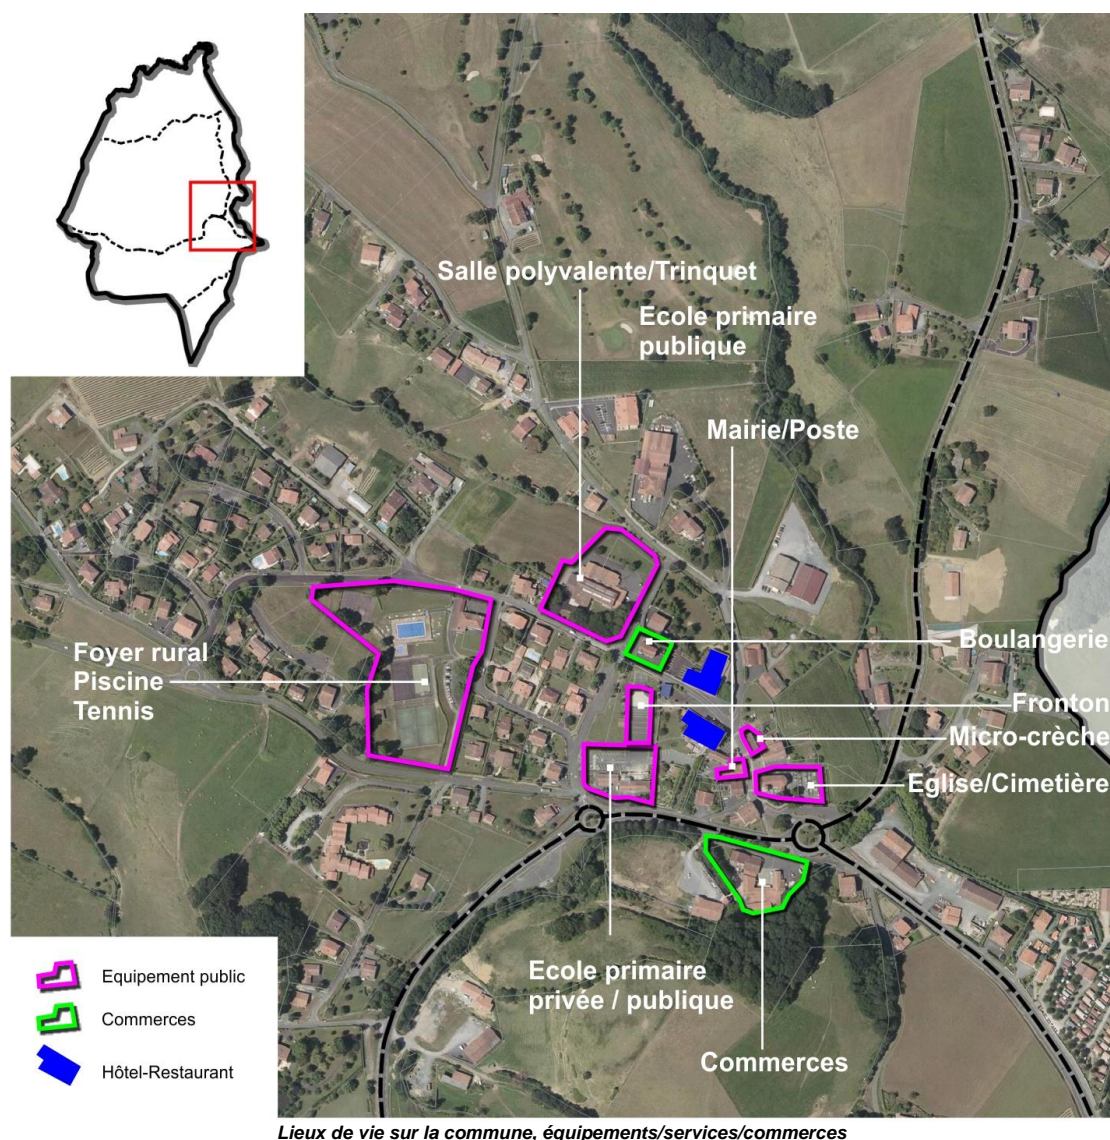 Salle polyvalente/Trinquet
Ecole primaire
publique
Mairie/Poste
Boulangerie
Foyer rural
Piscine
Tennis
Fronton
Micro-crèche
Eglise/Cimetière
Ecole primaire
privée / publique
Commerces
Equipement public
Commerces
Hôtel-Restaurant
Lieux de vie sur la commune, équipements/services/commerces